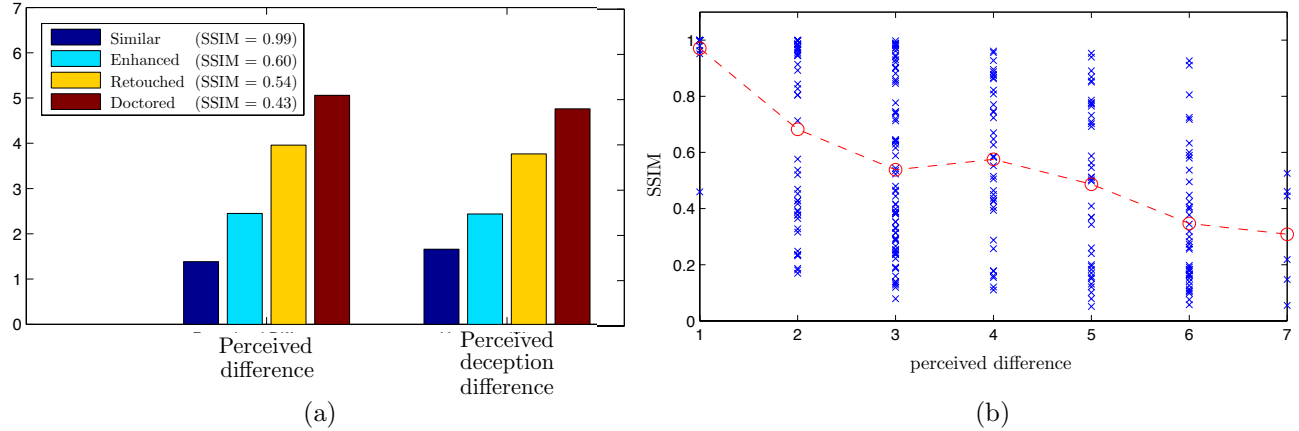 7
6
5
4
3
2
1
0
Similar (SSIM = 0.99)
Enhanced (SSIM = 0.60)
Retouched (SSIM = 0.54)
Doctored (SSIM = 0.43)
Perceived
difference
Perceived
deception
difference
(a)
1
0.8
0.6
0.4
0.2
0
SSIM
1 2 3 4 5 6 7
perceived difference
(b)